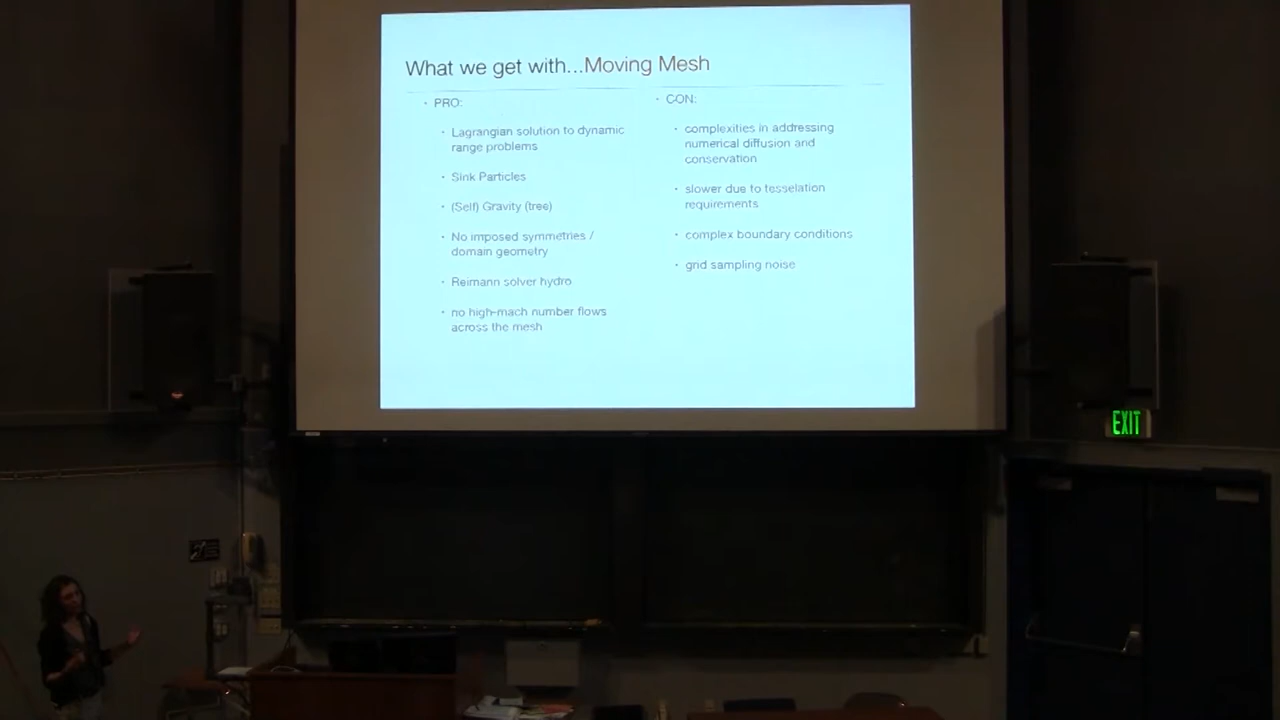 What we get with...Moving Mesh
· PRO:
· Lagrangian solution to dynamic
range problems
· Sink Particles
· (Self) Gravity (tree)
· No imposed symmetries /
domain geometry
· Reimann solver hydro
· no high-mach number flows
across the mesh
· CON:
· complexities in addressing
numerical diffusion and
conservation
· slower due to tesselation
requirements
· complex boundary conditions
· grid sampling noise
EXIT